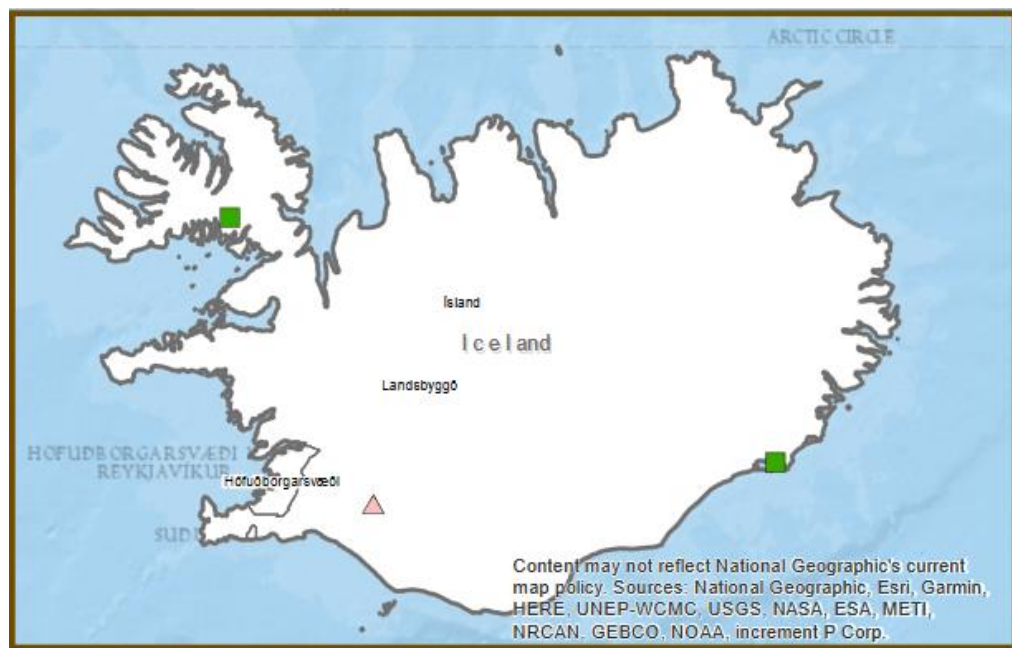 ARCTIC CIRCLE
Ísland
Iceland
Landsbyggð
HÖFUÐBORGARSVÆÐI
REYKJAVÍKUR
Höfuðborgarsvæði
SUÐU
Content may not reflect National Geographic's current
map policy. Sources: National Geographic, Esri, Garmin,
HERE, UNEP-WCMC, USGS, NASA, ESA, METI,
NRCAN, GEBCO, NOAA, increment P Corp.